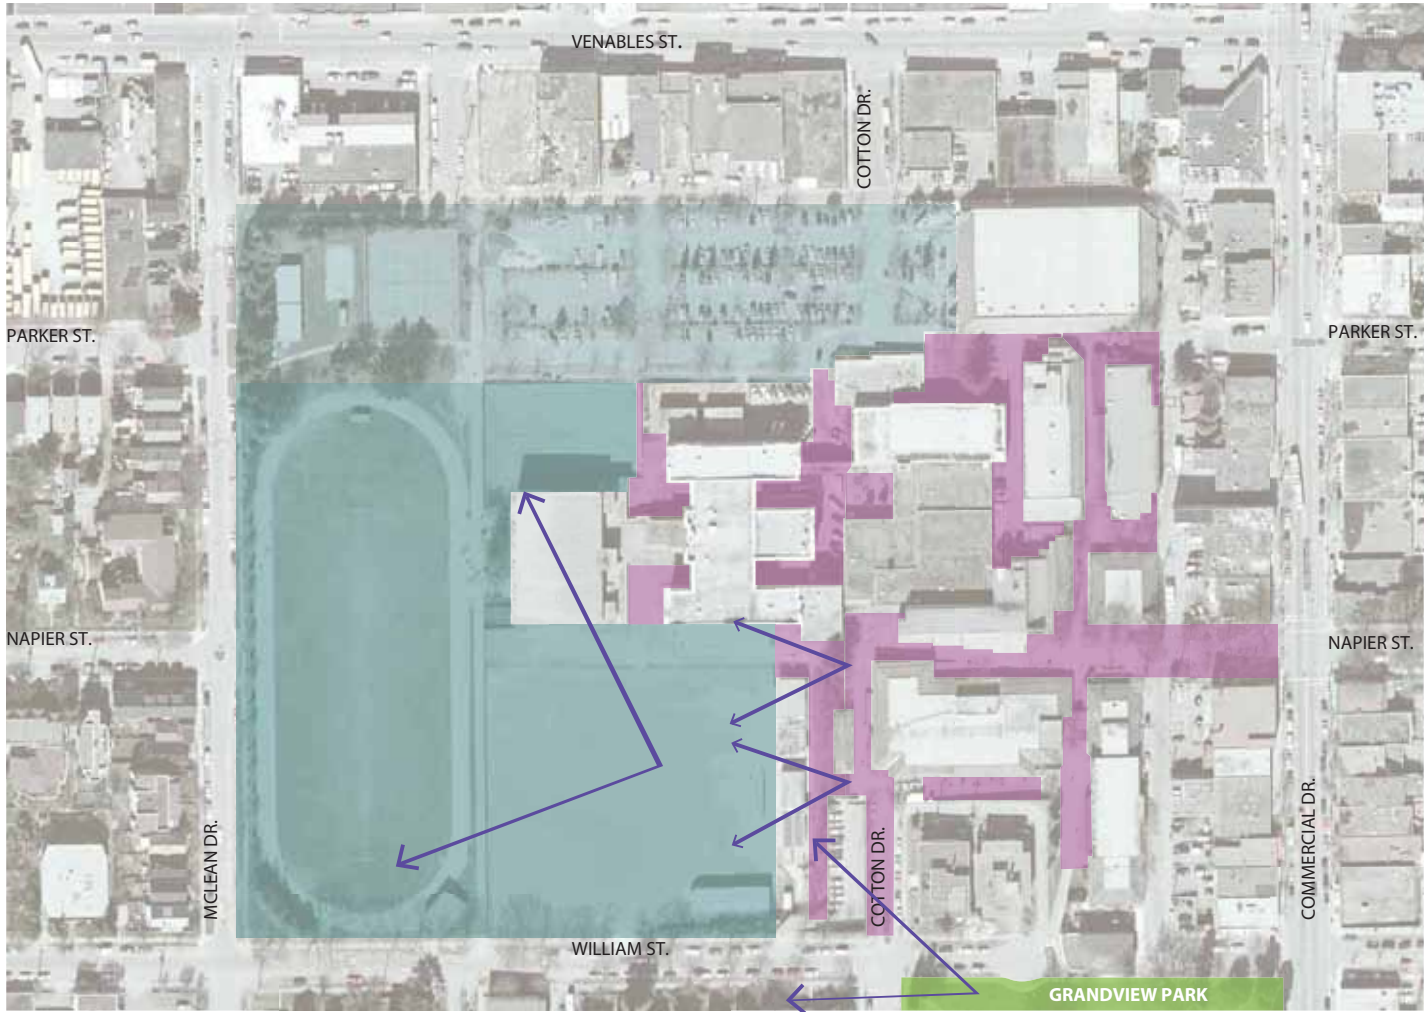 VENABLES ST.
COTTON DR.
PARKER ST.
PARKER ST.
NAPIER ST.
NAPIER ST.
MCLEAN DR.
COTTON DR.
COMMERCIAL DR.
WILLIAM ST.
GRANDVIEW PARK